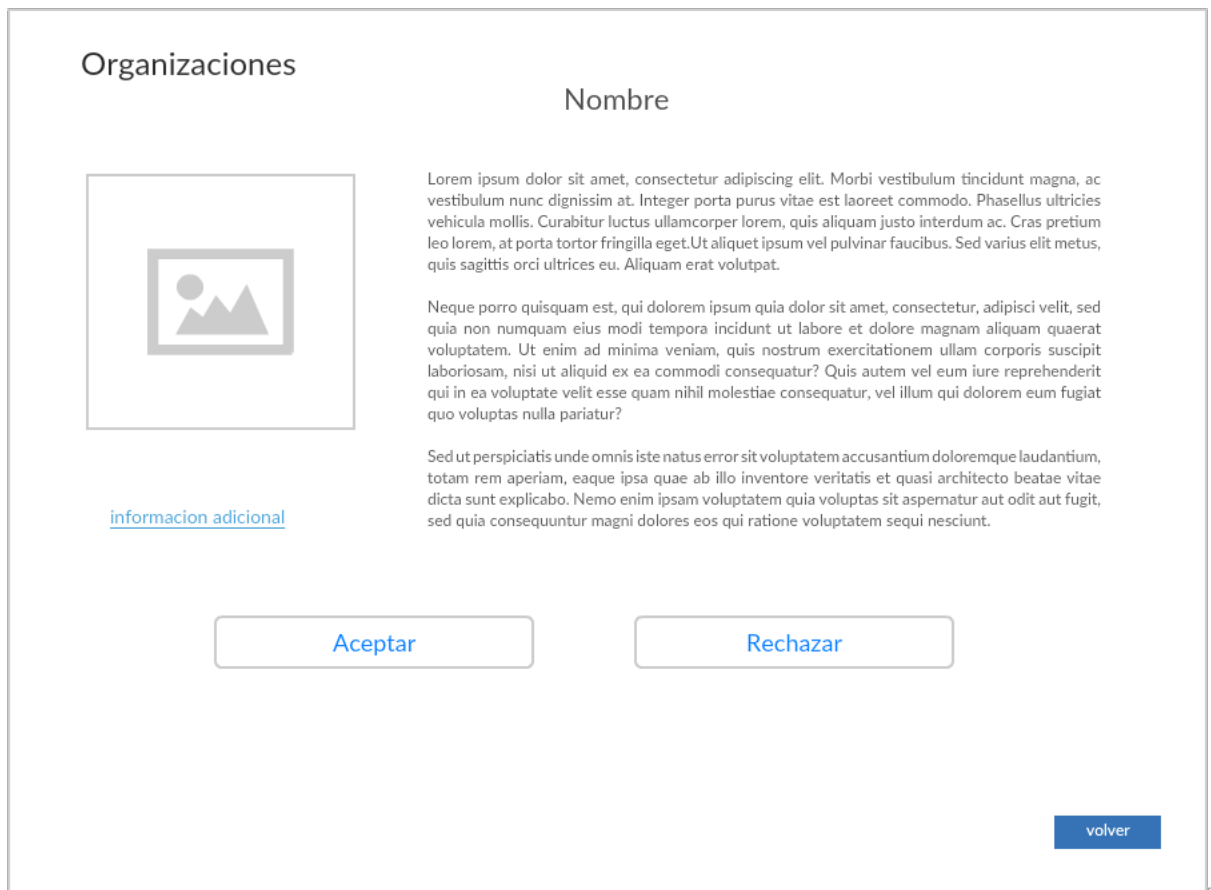 Organizaciones
Nombre
Lorem ipsum dolor sit amet, consectetur adipiscing elit. Morbi vestibulum tincidunt magna, ac
vestibulum nunc dignissim at. Integer porta purus vitae est laoreet commodo. Phasellus ultricies
vehicula mollis. Curabitur luctus ullamcorper lorem, quis aliquam justo interdum ac. Cras pretium
leo lorem, at porta tortor fringilla eget.Ut aliquet ipsum vel pulvinar faucibus. Sed varius elit metus,
quis sagittis orci ultrices eu. Aliquam erat volutpat.
Neque porro quisquam est, qui dolorem ipsum quia dolor sit amet, consectetur, adipisci velit, sed
quia non numquam eius modi tempora incidunt ut labore et dolore magnam aliquam quaerat
voluptatem. Ut enim ad minima veniam, quis nostrum exercitationem ullam corporis suscipit
laboriosam, nisi ut aliquid ex ea commodi consequatur? Quis autem vel eum iure reprehenderit
qui in ea voluptate velit esse quam nihil molestiae consequatur, vel illum qui dolorem eum fugiat
quo voluptas nulla pariatur?
Sed ut perspiciatis unde omnis iste natus error sit voluptatem accusantium doloremque laudantium,
totam rem aperiam, eaque ipsa quae ab illo inventore veritatis et quasi architecto beatae vitae
dicta sunt explicabo. Nemo enim ipsam voluptatem quia voluptas sit aspernatur aut odit aut fugit,
sed quia consequuntur magni dolores eos qui ratione voluptatem sequi nesciunt.
informacion adicional
Aceptar
Rechazar
volver